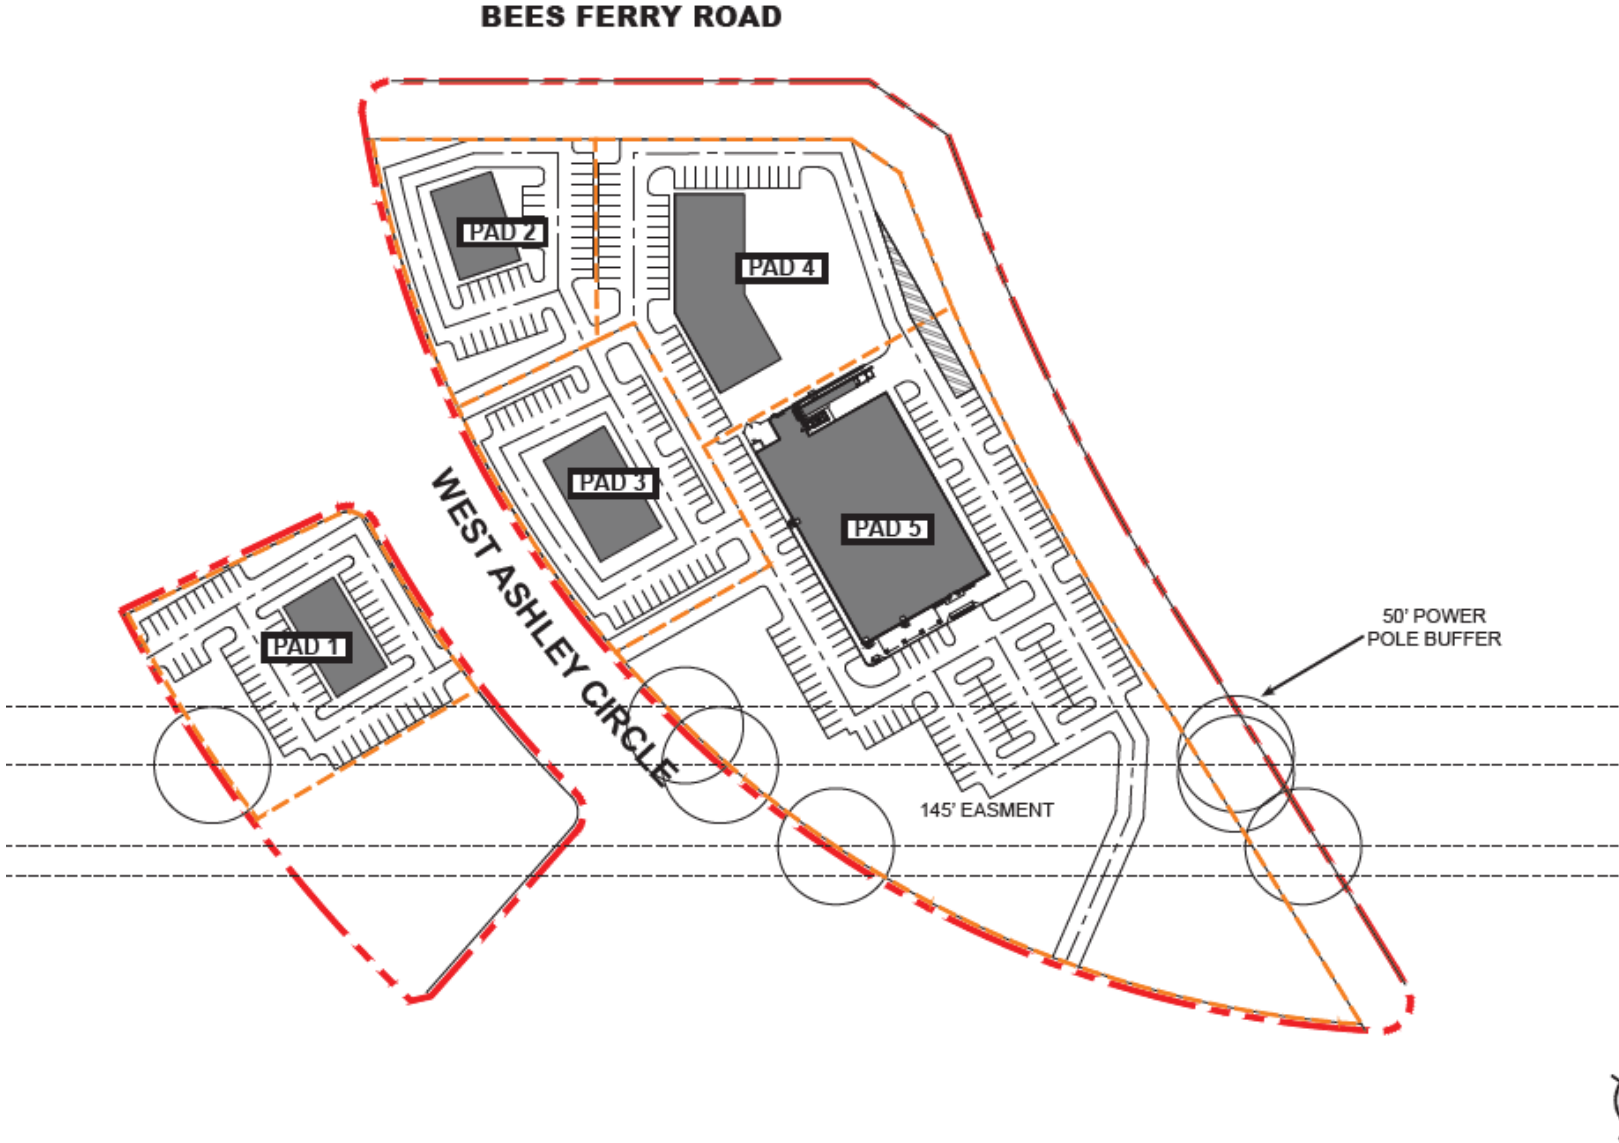 BEES FERRY ROAD
PAD 2
PAD 4
PAD 3
PAD 5
WEST ASHLEY CIRCLE
PAD 1
50' POWER
POLE BUFFER
145' EASMENT